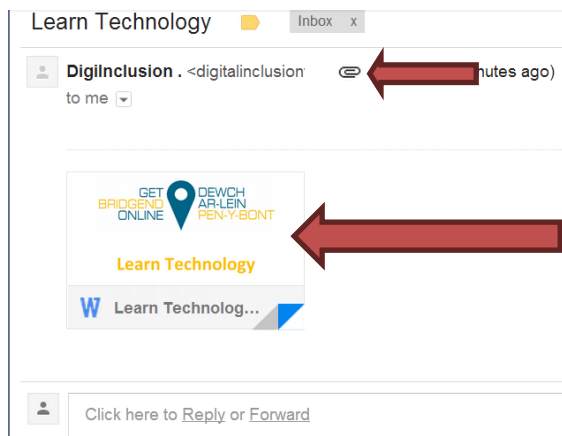 Learn Technology Inbox x
DigiInclusion . <digitalinclusion nutes ago)
to me
GET DEWCH
BRIDGEND AR-LEIN
ONLINE PEN-Y-BONT
Learn Technology
W Learn Technolog...
Click here to Reply or Forward